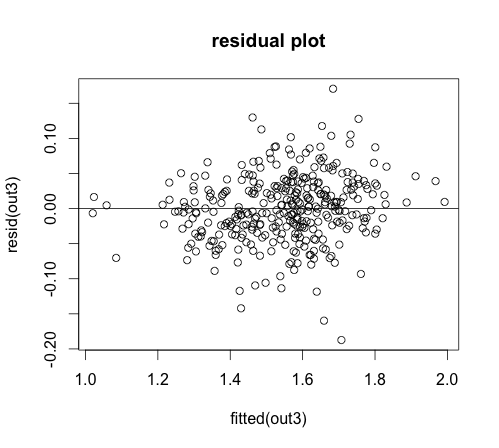 residual plot
resid(out3)
0.10
0.00
-0.10
-0.20
1.0 1.2 1.4 1.6 1.8 2.0
fitted(out3)